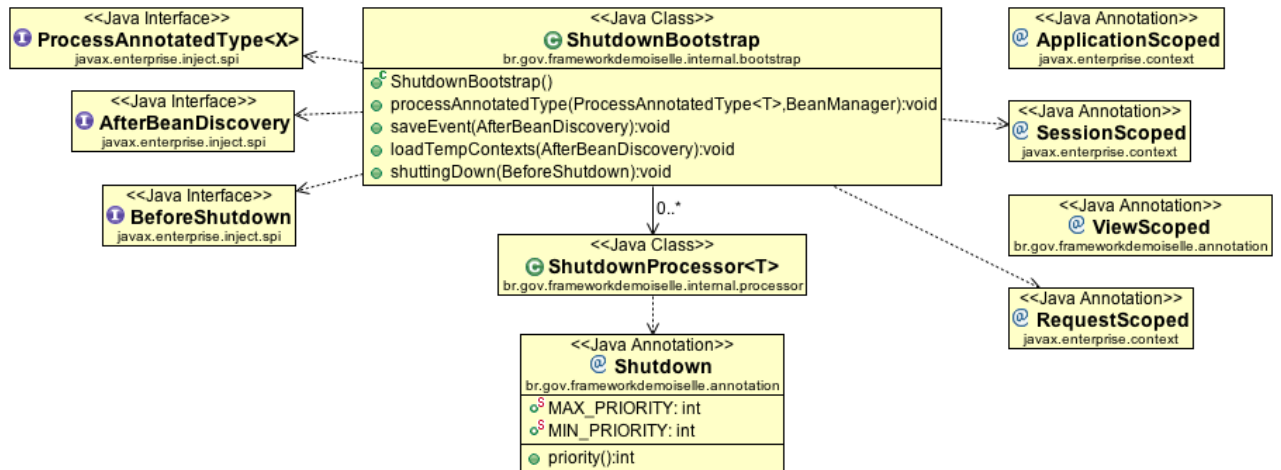 <<Java Interface>>
ProcessAnnotatedType<X>
javax.enterprise.inject.spi
<<Java Interface>>
AfterBeanDiscovery
javax.enterprise.inject.spi
<<Java Interface>>
BeforeShutdown
javax.enterprise.inject.spi
<<Java Class>>
ShutdownBootstrap
br.gov.frameworkdemoiselle.internal.bootstrap
ShutdownBootstrap()
processAnnotatedType(ProcessAnnotatedType<T>,BeanManager):void
saveEvent(AfterBeanDiscovery):void
loadTempContexts(AfterBeanDiscovery):void
shuttingDown(BeforeShutdown):void
0..*
<<Java Class>>
ShutdownProcessor<T>
br.gov.frameworkdemoiselle.internal.processor
<<Java Annotation>>
Shutdown
br.gov.frameworkdemoiselle.annotation
MAX_PRIORITY: int
MIN_PRIORITY: int
priority():int
<<Java Annotation>>
ApplicationScoped
javax.enterprise.context
<<Java Annotation>>
SessionScoped
javax.enterprise.context
<<Java Annotation>>
ViewScoped
br.gov.frameworkdemoiselle.annotation
<<Java Annotation>>
RequestScoped
javax.enterprise.context